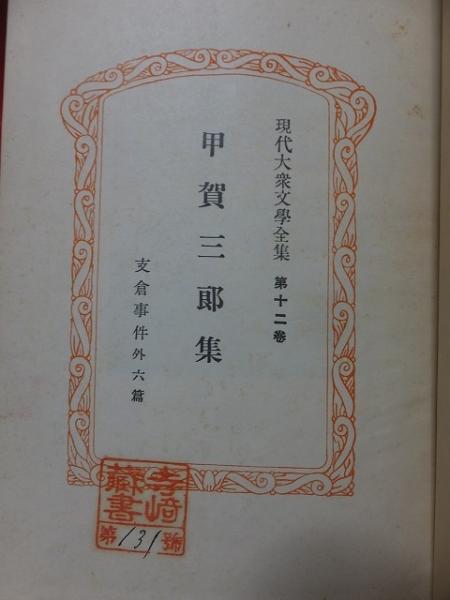 現代大衆文學全集 第十二卷
甲賀三郎集
支倉事件外六篇
寺﨑
藏書
第131號